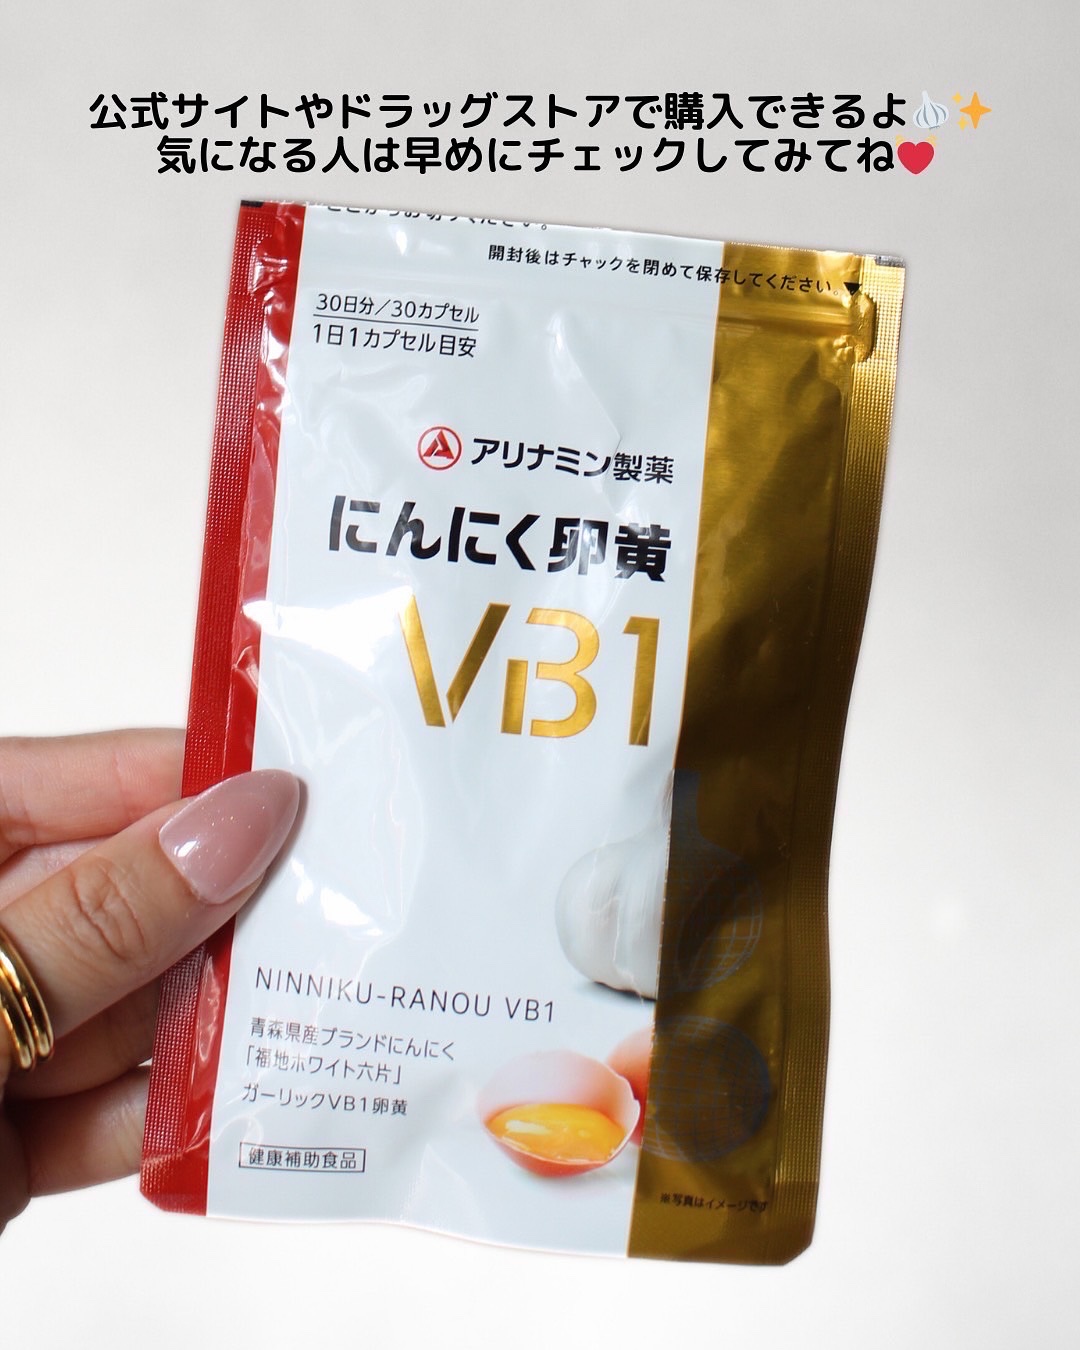 公式サイトやドラッグストアで購入できるよ🧄✨
気になる人は早めにチェックしてみてね💓
開封後はチャックを閉めて保存してください。▼
30日分／30カプセル
1日1カプセル目安
アリナミン製薬
にんにく卵黄
VB1
NINNIKU-RANOU VB1
青森県産ブランドにんにく
「福地ホワイト六片」
ガーリックVB1卵黄
健康補助食品
※写真はイメージです